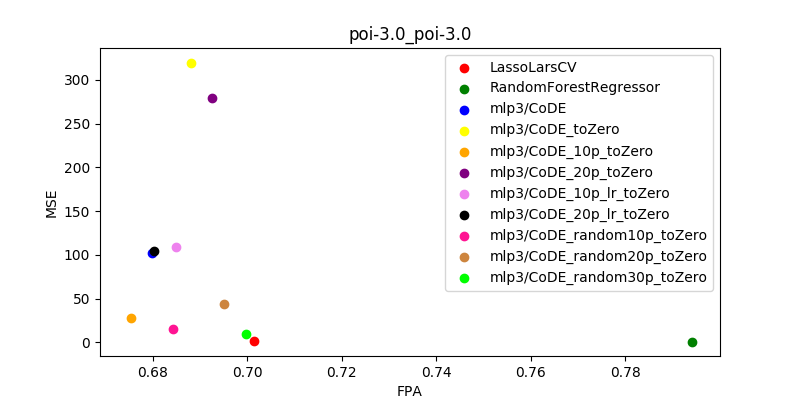 poi-3.0_poi-3.0
MSE
300
250
200
150
100
50
0
LassoLarsCV
RandomForestRegressor
mlp3/CoDE
mlp3/CoDE_toZero
mlp3/CoDE_10p_toZero
mlp3/CoDE_20p_toZero
mlp3/CoDE_10p_lr_toZero
mlp3/CoDE_20p_lr_toZero
mlp3/CoDE_random10p_toZero
mlp3/CoDE_random20p_toZero
mlp3/CoDE_random30p_toZero
0.68 0.70 0.72 0.74 0.76 0.78
FPA